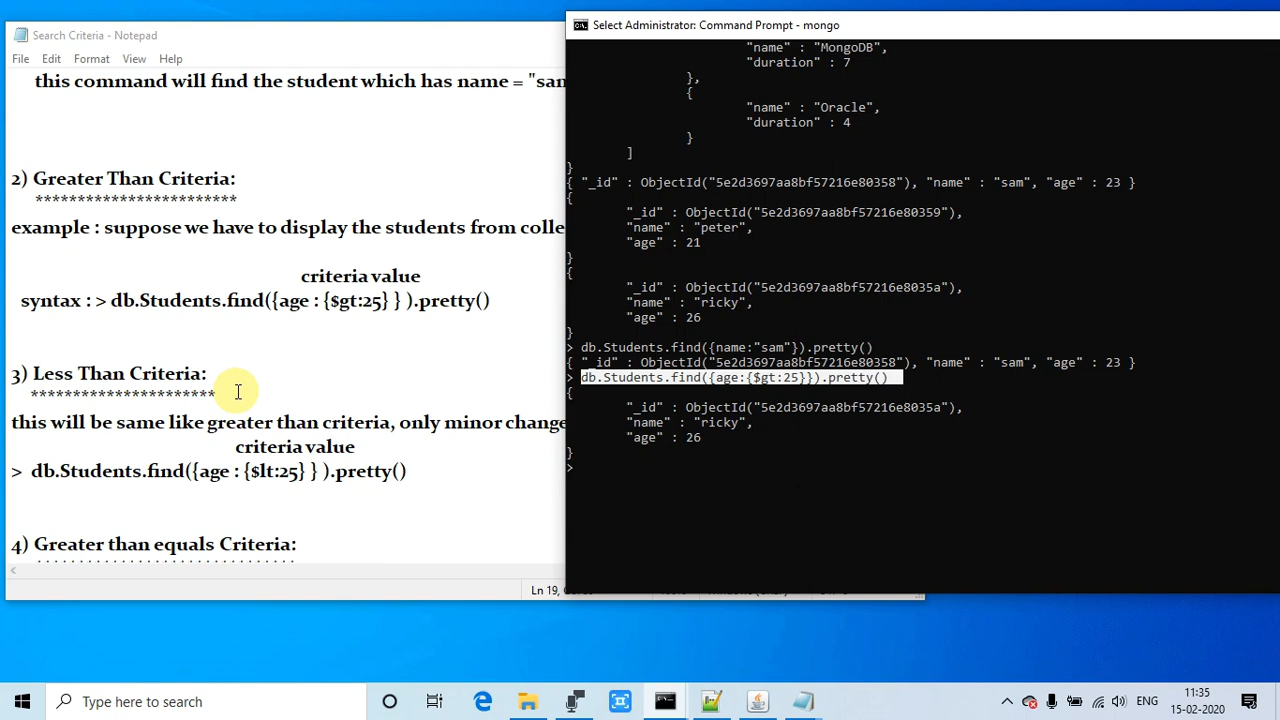 Search Criteria - Notepad
File Edit Format View Help
this command will find the student which has name = "san
2) Greater Than Criteria:
************************
example : suppose we have to display the students from colle
criteria value
syntax : > db.Students.find({age : {$gt:25} } ).pretty()
3) Less Than Criteria:
**********************
this will be same like greater than criteria, only minor change
criteria value
> db.Students.find({age : {$lt:25} } ).pretty()
4) Greater than equals Criteria:
Ln 19,
Select Administrator: Command Prompt - mongo
"name" : "MongoDB",
"duration" : 7
},
{
"name" : "Oracle",
"duration" : 4
}
]
}
{ "_id" : ObjectId("5e2d3697aa8bf57216e80358"), "name" : "sam", "age" : 23 }
{
"_id" : ObjectId("5e2d3697aa8bf57216e80359"),
"name" : "peter",
"age" : 21
}
{
"_id" : ObjectId("5e2d3697aa8bf57216e8035a"),
"name" : "ricky",
"age" : 26
}
> db.Students.find({name:"sam"}).pretty()
{ "_id" : ObjectId("5e2d3697aa8bf57216e80358"), "name" : "sam", "age" : 23 }
> db.Students.find({age:{$gt:25}}).pretty()
{
"_id" : ObjectId("5e2d3697aa8bf57216e8035a"),
"name" : "ricky",
"age" : 26
}
>
Type here to search
ENG
11:35
15-02-2020